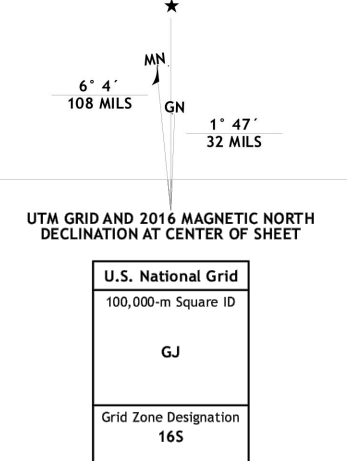 MN
6° 4´
108 MILS
GN
1° 47´
32 MILS
UTM GRID AND 2016 MAGNETIC NORTH
DECLINATION AT CENTER OF SHEET
U.S. National Grid
100,000-m Square ID
GJ
Grid Zone Designation
16S